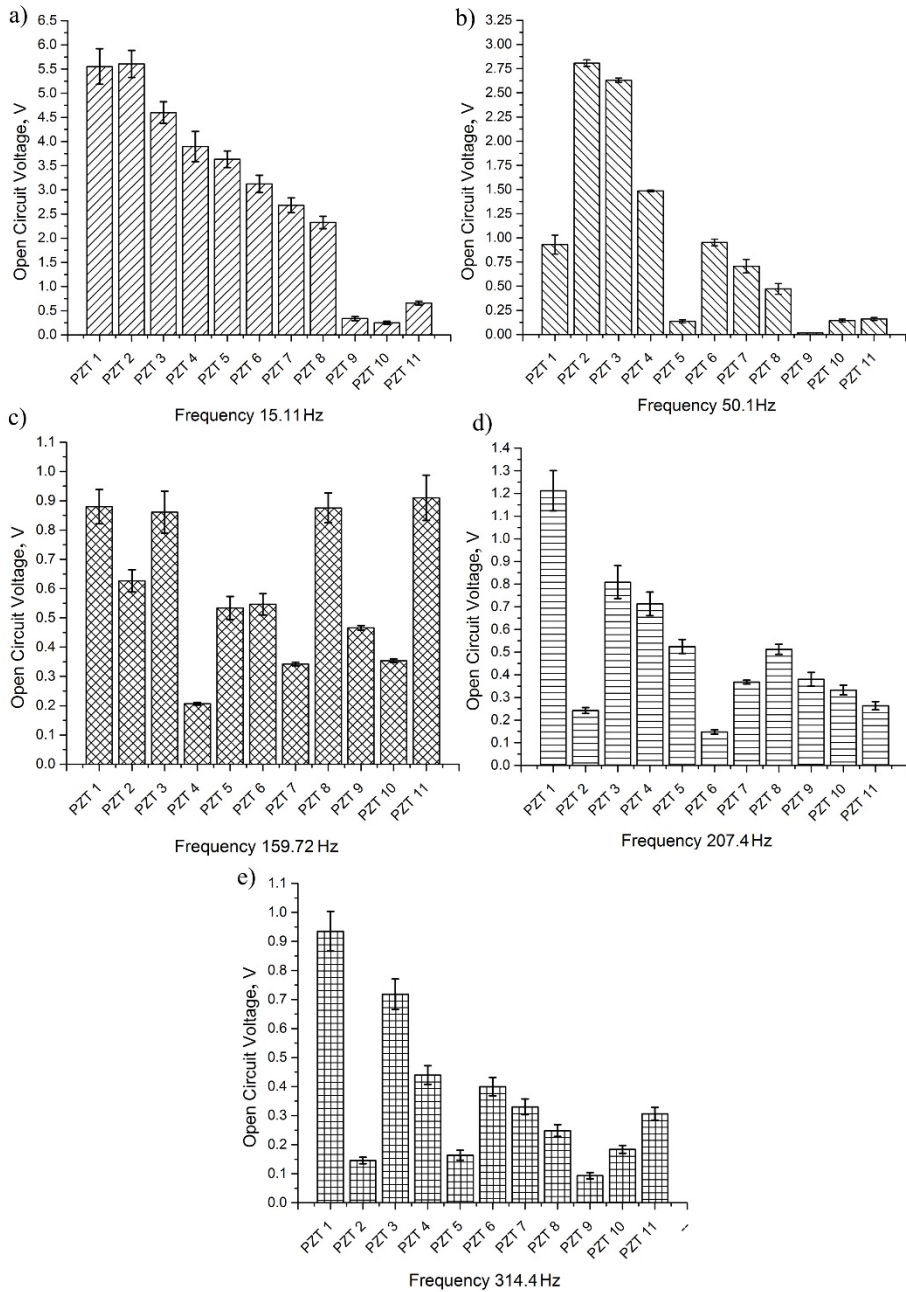 a)
6.5
6.0
5.5
5.0
4.5
4.0
3.5
3.0
2.5
2.0
1.5
1.0
0.5
0.0
Open Circuit Voltage, V
PZT 1
PZT 2
PZT 3
PZT 4
PZT 5
PZT 6
PZT 7
PZT 8
PZT 9
PZT 10
PZT 11
Frequency 15.11Hz
b)
3.25
3.00
2.75
2.50
2.25
2.00
1.75
1.50
1.25
1.00
0.75
0.50
0.25
0.00
Open Circuit Voltage, V
PZT 1
PZT 2
PZT 3
PZT 4
PZT 5
PZT 6
PZT 7
PZT 8
PZT 9
PZT 10
PZT 11
Frequency 50.1Hz
c)
1.1
1.0
0.9
0.8
0.7
0.6
0.5
0.4
0.3
0.2
0.1
0.0
Open Circuit Voltage, V
PZT 1
PZT 2
PZT 3
PZT 4
PZT 5
PZT 6
PZT 7
PZT 8
PZT 9
PZT 10
PZT 11
Frequency 159.72 Hz
d)
1.4
1.3
1.2
1.1
1.0
0.9
0.8
0.7
0.6
0.5
0.4
0.3
0.2
0.1
0.0
Open Circuit Voltage, V
PZT 1
PZT 2
PZT 3
PZT 4
PZT 5
PZT 6
PZT 7
PZT 8
PZT 9
PZT 10
PZT 11
Frequency 207.4Hz
e)
1.1
1.0
0.9
0.8
0.7
0.6
0.5
0.4
0.3
0.2
0.1
0.0
Open Circuit Voltage, V
PZT 1
PZT 2
PZT 3
PZT 4
PZT 5
PZT 6
PZT 7
PZT 8
PZT 9
PZT 10
PZT 11
--
Frequency 314.4Hz